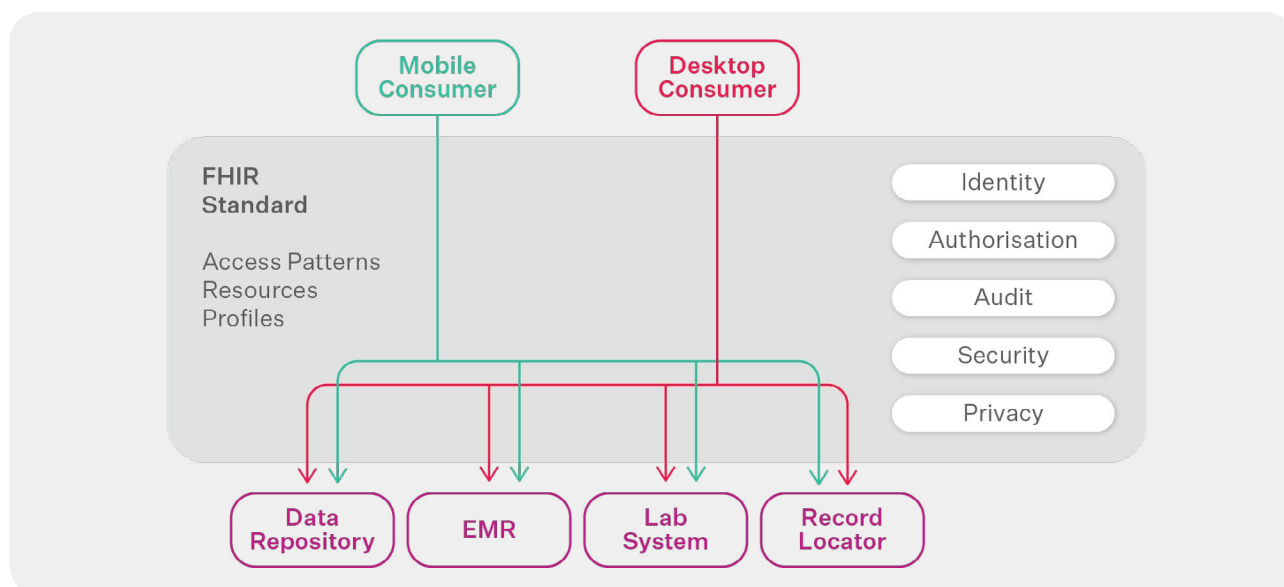 Mobile
Consumer
Desktop
Consumer
FHIR
Standard
Access Patterns
Resources
Profiles
Identity
Authorisation
Audit
Security
Privacy
Data
Repository
EMR
Lab
System
Record
Locator